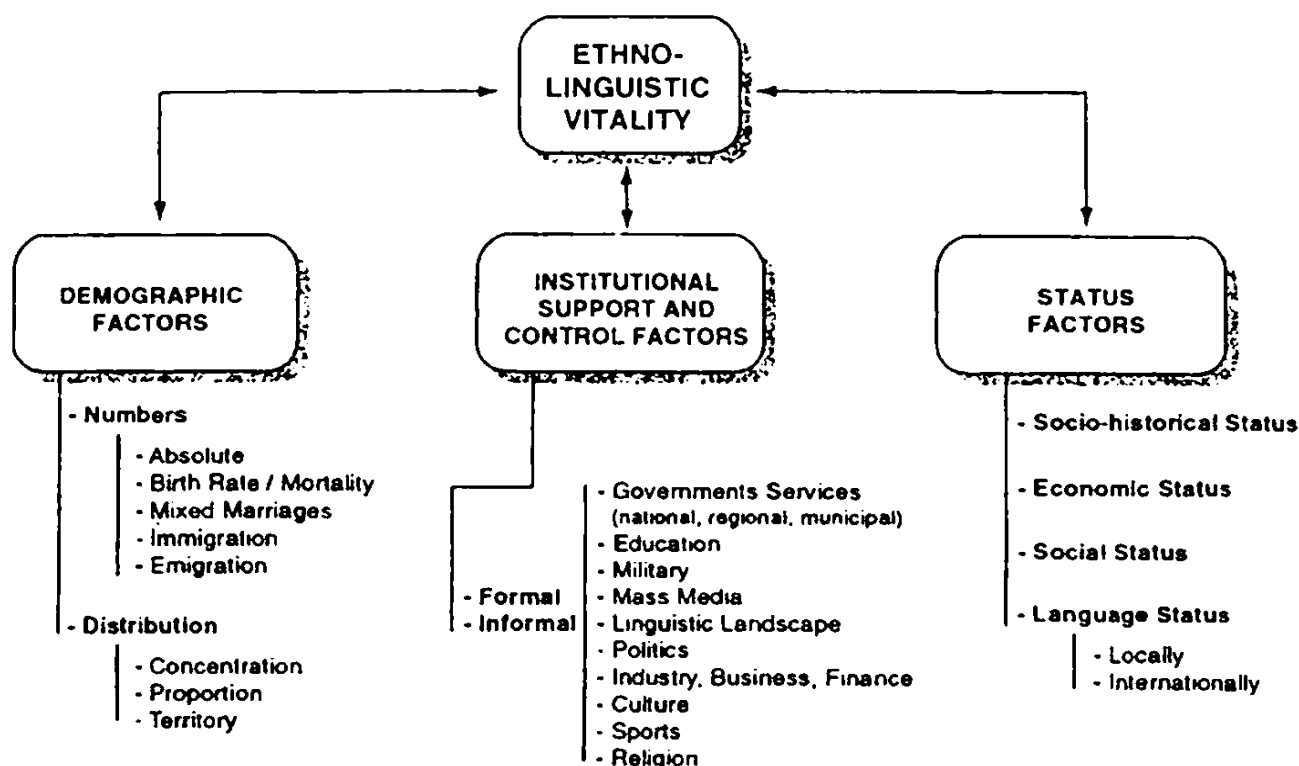 ETHNO-
LINGUISTIC
VITALITY
DEMOGRAPHIC
FACTORS
- Numbers
- Absolute
- Birth Rate / Mortality
- Mixed Marriages
- Immigration
- Emigration
- Distribution
- Concentration
- Proportion
- Territory
INSTITUTIONAL
SUPPORT AND
CONTROL FACTORS
- Formal
- Informal
- Governments Services
(national, regional, municipal)
- Education
- Military
- Mass Media
- Linguistic Landscape
- Politics
- Industry, Business, Finance
- Culture
- Sports
- Religion
STATUS
FACTORS
- Socio-historical Status
- Economic Status
- Social Status
- Language Status
- Locally
- Internationally